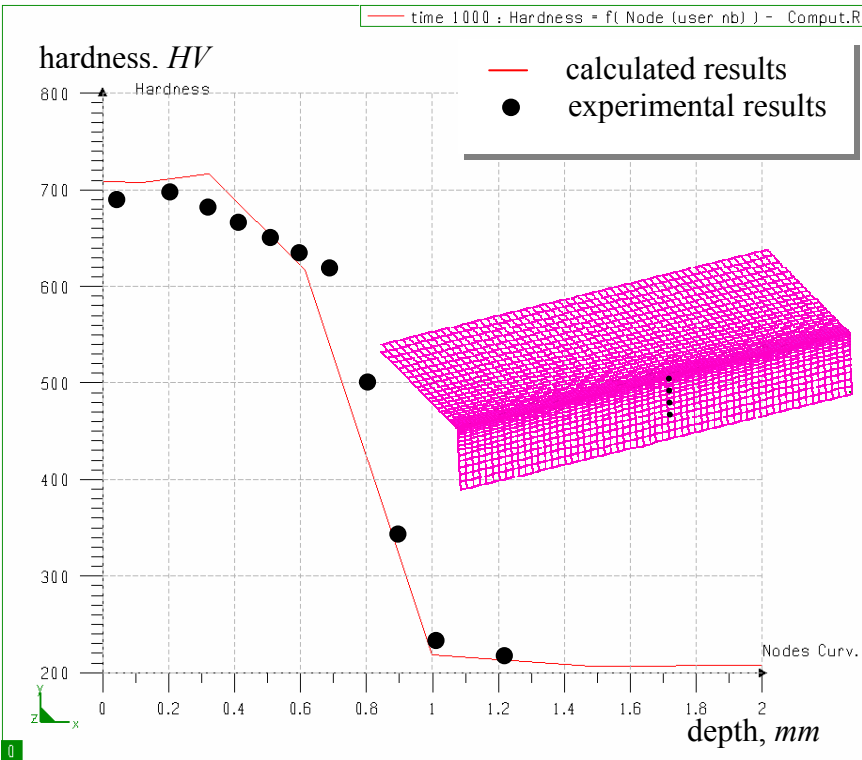 time 1000 : Hardness = f( Node (user nb) ) - Comput.R
hardness, HV
Hardness
calculated results
experimental results
800
700
600
500
400
300
200
Nodes Curv.
0 0.2 0.4 0.6 0.8 1 1.2 1.4 1.6 1.8 2
depth, mm
Y
Z
X
0